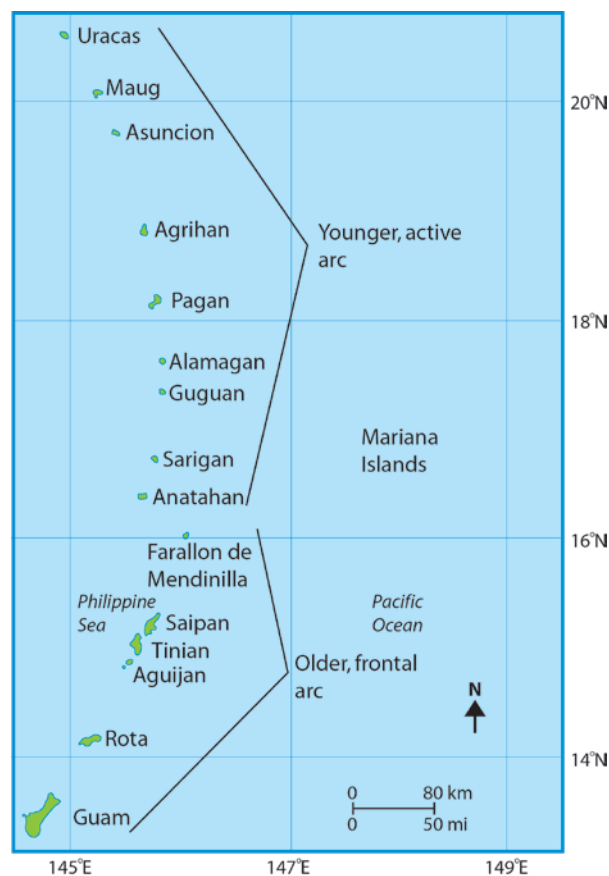 Uracas
Maug
20°N
Asuncion
Agrihan
Younger, active
arc
Pagan
18°N
Alamagan
Guguan
Mariana
Islands
Sarigan
Anatahan
16°N
Farallon de
Mendinilla
Philippine
Sea
Pacific
Ocean
Saipan
Tinian
Aguijan
Older, frontal
arc
N
Rota
14°N
0 80 km
0 50 mi
Guam
145°E 147°E 149°E